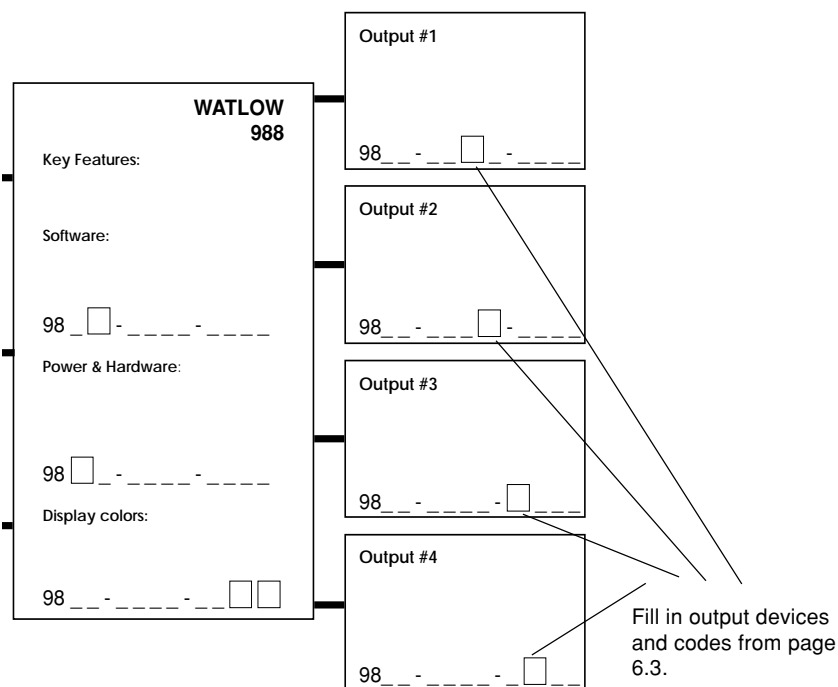 WATLOW
988
Key Features:
Software:
98 _ □ - _ _ _ _ - _ _ _ _
Power & Hardware:
98 □ _ - _ _ _ _ - _ _ _ _
Display colors:
98 _ _ - _ _ _ _ - _ _ □ □
Output #1
98_ _ - _ _ □ _ - _ _ _ _
Output #2
98_ _ - _ _ _ □ - _ _ _ _
Output #3
98_ _ - _ _ _ _ - □ _ _ _
Output #4
98_ _ - _ _ _ _ - _ □ _ _
Fill in output devices
and codes from page
6.3.